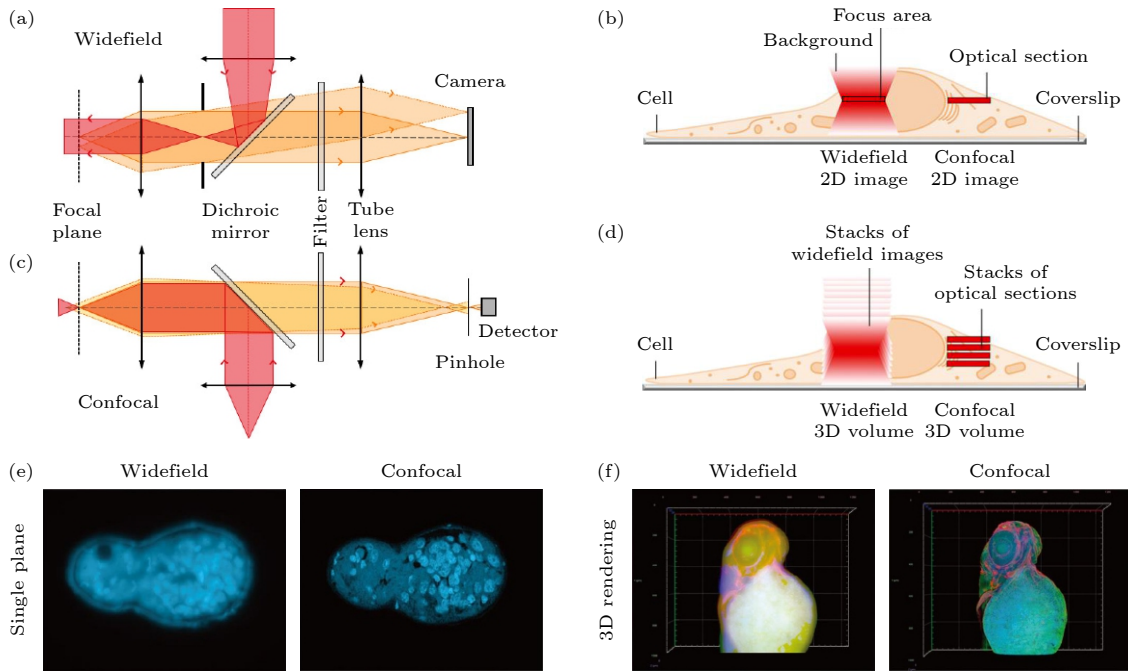 (a)
Widefield
Camera
Focal
plane
Dichroic
mirror
Filter
Tube
lens
(b)
Focus area
Background
Optical section
Cell
Coverslip
Widefield
2D image
Confocal
2D image
(c)
Detector
Pinhole
Confocal
(d)
Stacks of
widefield images
Stacks of
optical sections
Cell
Coverslip
Widefield
3D volume
Confocal
3D volume
(e)
Widefield
Confocal
Single plane
(f)
Widefield
Confocal
3D rendering